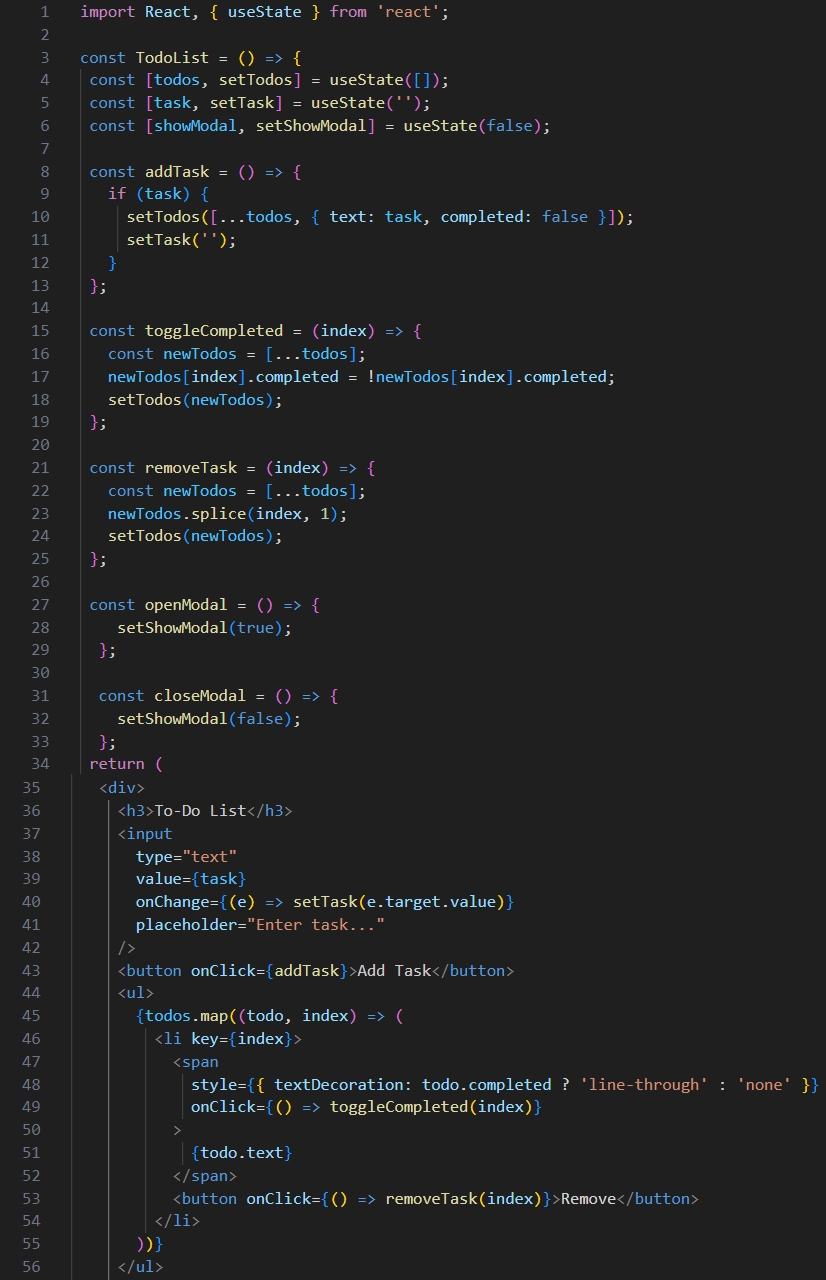 1 import React, { useState } from 'react';
2
3 const TodoList = () => {
4 const [todos, setTodos] = useState([]);
5 const [task, setTask] = useState('');
6 const [showModal, setShowModal] = useState(false);
7
8 const addTask = () => {
9 if (task) {
10 setTodos([...todos, { text: task, completed: false }]);
11 setTask('');
12 }
13 };
14
15 const toggleCompleted = (index) => {
16 const newTodos = [...todos];
17 newTodos[index].completed = !newTodos[index].completed;
18 setTodos(newTodos);
19 };
20
21 const removeTask = (index) => {
22 const newTodos = [...todos];
23 newTodos.splice(index, 1);
24 setTodos(newTodos);
25 };
26
27 const openModal = () => {
28 setShowModal(true);
29 };
30
31 const closeModal = () => {
32 setShowModal(false);
33 };
34 return (
35 <div>
36 <h3>To-Do List</h3>
37 <input
38 type="text"
39 value={task}
40 onChange={(e) => setTask(e.target.value)}
41 placeholder="Enter task..."
42 />
43 <button onClick={addTask}>Add Task</button>
44 <ul>
45 {todos.map((todo, index) => (
46 <li key={index}>
47 <span
48 style={{ textDecoration: todo.completed ? 'line-through' : 'none' }}
49 onClick={() => toggleCompleted(index)}
50 >
51 {todo.text}
52 </span>
53 <button onClick={() => removeTask(index)}>Remove</button>
54 </li>
55 ))}
56 </ul>